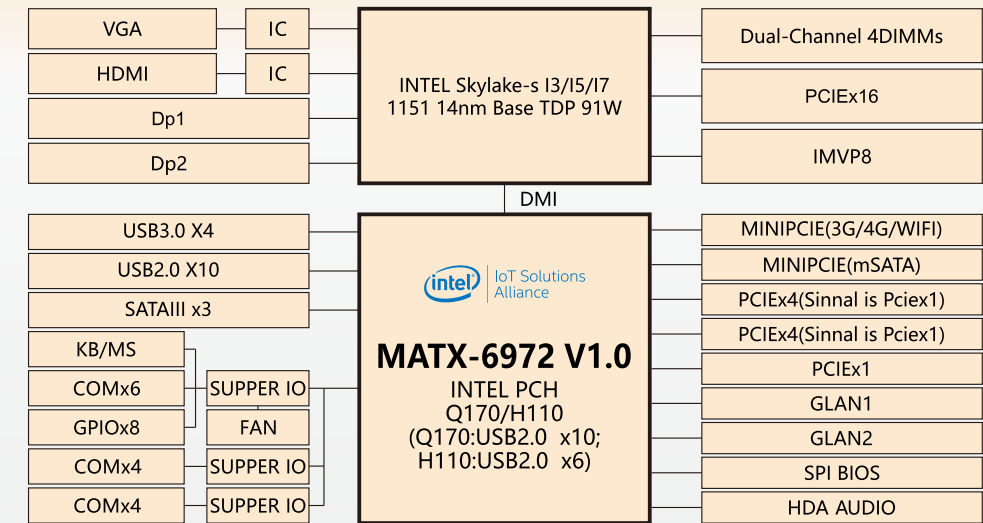 VGA
IC
HDMI
IC
Dp1
Dp2
INTEL Skylake-s I3/I5/I7
1151 14nm Base TDP 91W
Dual-Channel 4DIMMs
PCIEx16
IMVP8
DMI
USB3.0 X4
USB2.0 X10
SATAIII x3
KB/MS
COMx6
GPIOx8
COMx4
COMx4
SUPPER IO
FAN
SUPPER IO
SUPPER IO
intel
IoT Solutions
Alliance
MATX-6972 V1.0
INTEL PCH
Q170/H110
(Q170:USB2.0 x10;
H110:USB2.0 x6)
MINIPCIE(3G/4G/WIFI)
MINIPCIE(mSATA)
PCIEx4(Sinnal is Pciex1)
PCIEx4(Sinnal is Pciex1)
PCIEx1
GLAN1
GLAN2
SPI BIOS
HDA AUDIO